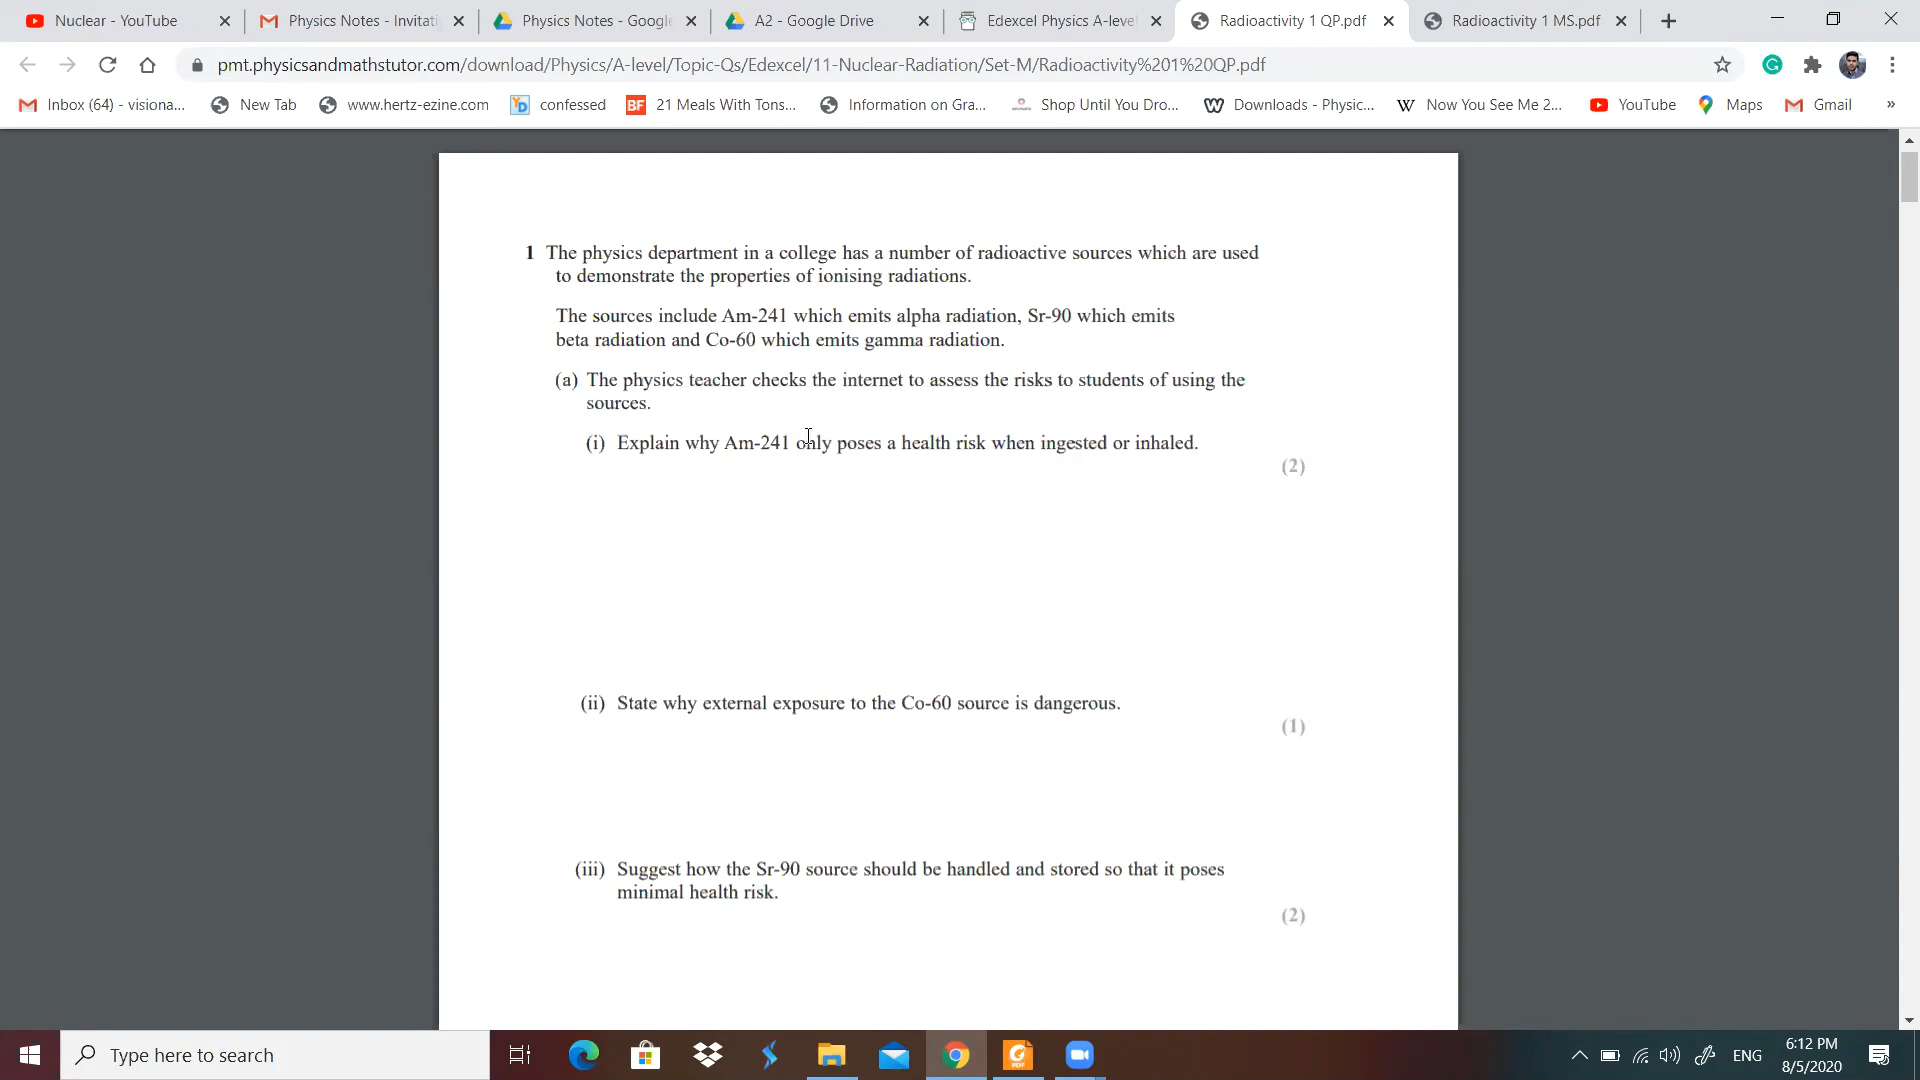 Nuclear - YouTube
Physics Notes - Invitati
Physics Notes - Google
A2 - Google Drive
Edexcel Physics A-level
Radioactivity 1 QP.pdf
Radioactivity 1 MS.pdf
pmt.physicsandmathstutor.com/download/Physics/A-level/Topic-Qs/Edexcel/11-Nuclear-Radiation/Set-M/Radioactivity%201%20QP.pdf
Inbox (64) - visiona...
New Tab
www.hertz-ezine.com
YD confessed
BF 21 Meals With Tons...
Information on Gra...
Shop Until You Dro...
Downloads - Physic...
W Now You See Me 2...
YouTube
Maps
Gmail
»
1 The physics department in a college has a number of radioactive sources which are used
to demonstrate the properties of ionising radiations.
The sources include Am-241 which emits alpha radiation, Sr-90 which emits
beta radiation and Co-60 which emits gamma radiation.
(a) The physics teacher checks the internet to assess the risks to students of using the
sources.
(i) Explain why Am-241 only poses a health risk when ingested or inhaled.
(2)
(ii) State why external exposure to the Co-60 source is dangerous.
(1)
(iii) Suggest how the Sr-90 source should be handled and stored so that it poses
minimal health risk.
(2)
Type here to search
PDF
ENG
6:12 PM
8/5/2020